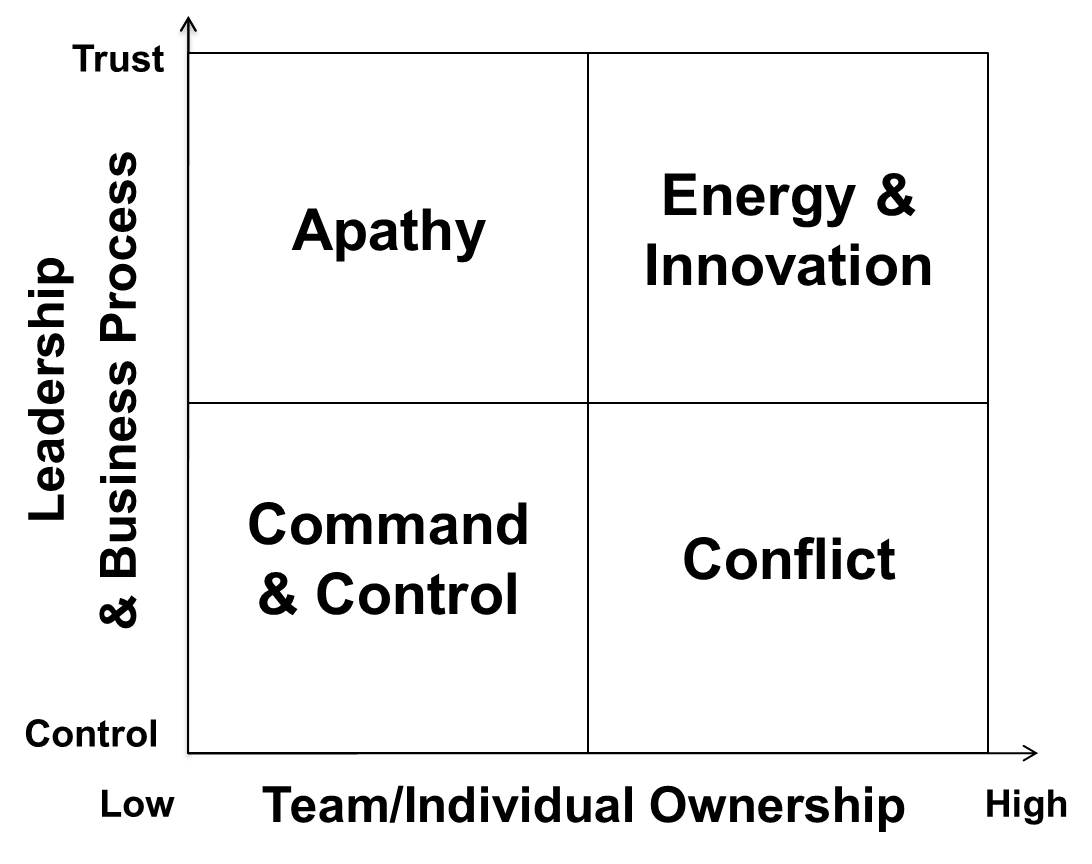 Trust
Leadership
& Business Process
Apathy
Energy &
Innovation
Command
& Control
Conflict
Control
Low
Team/Individual Ownership
High